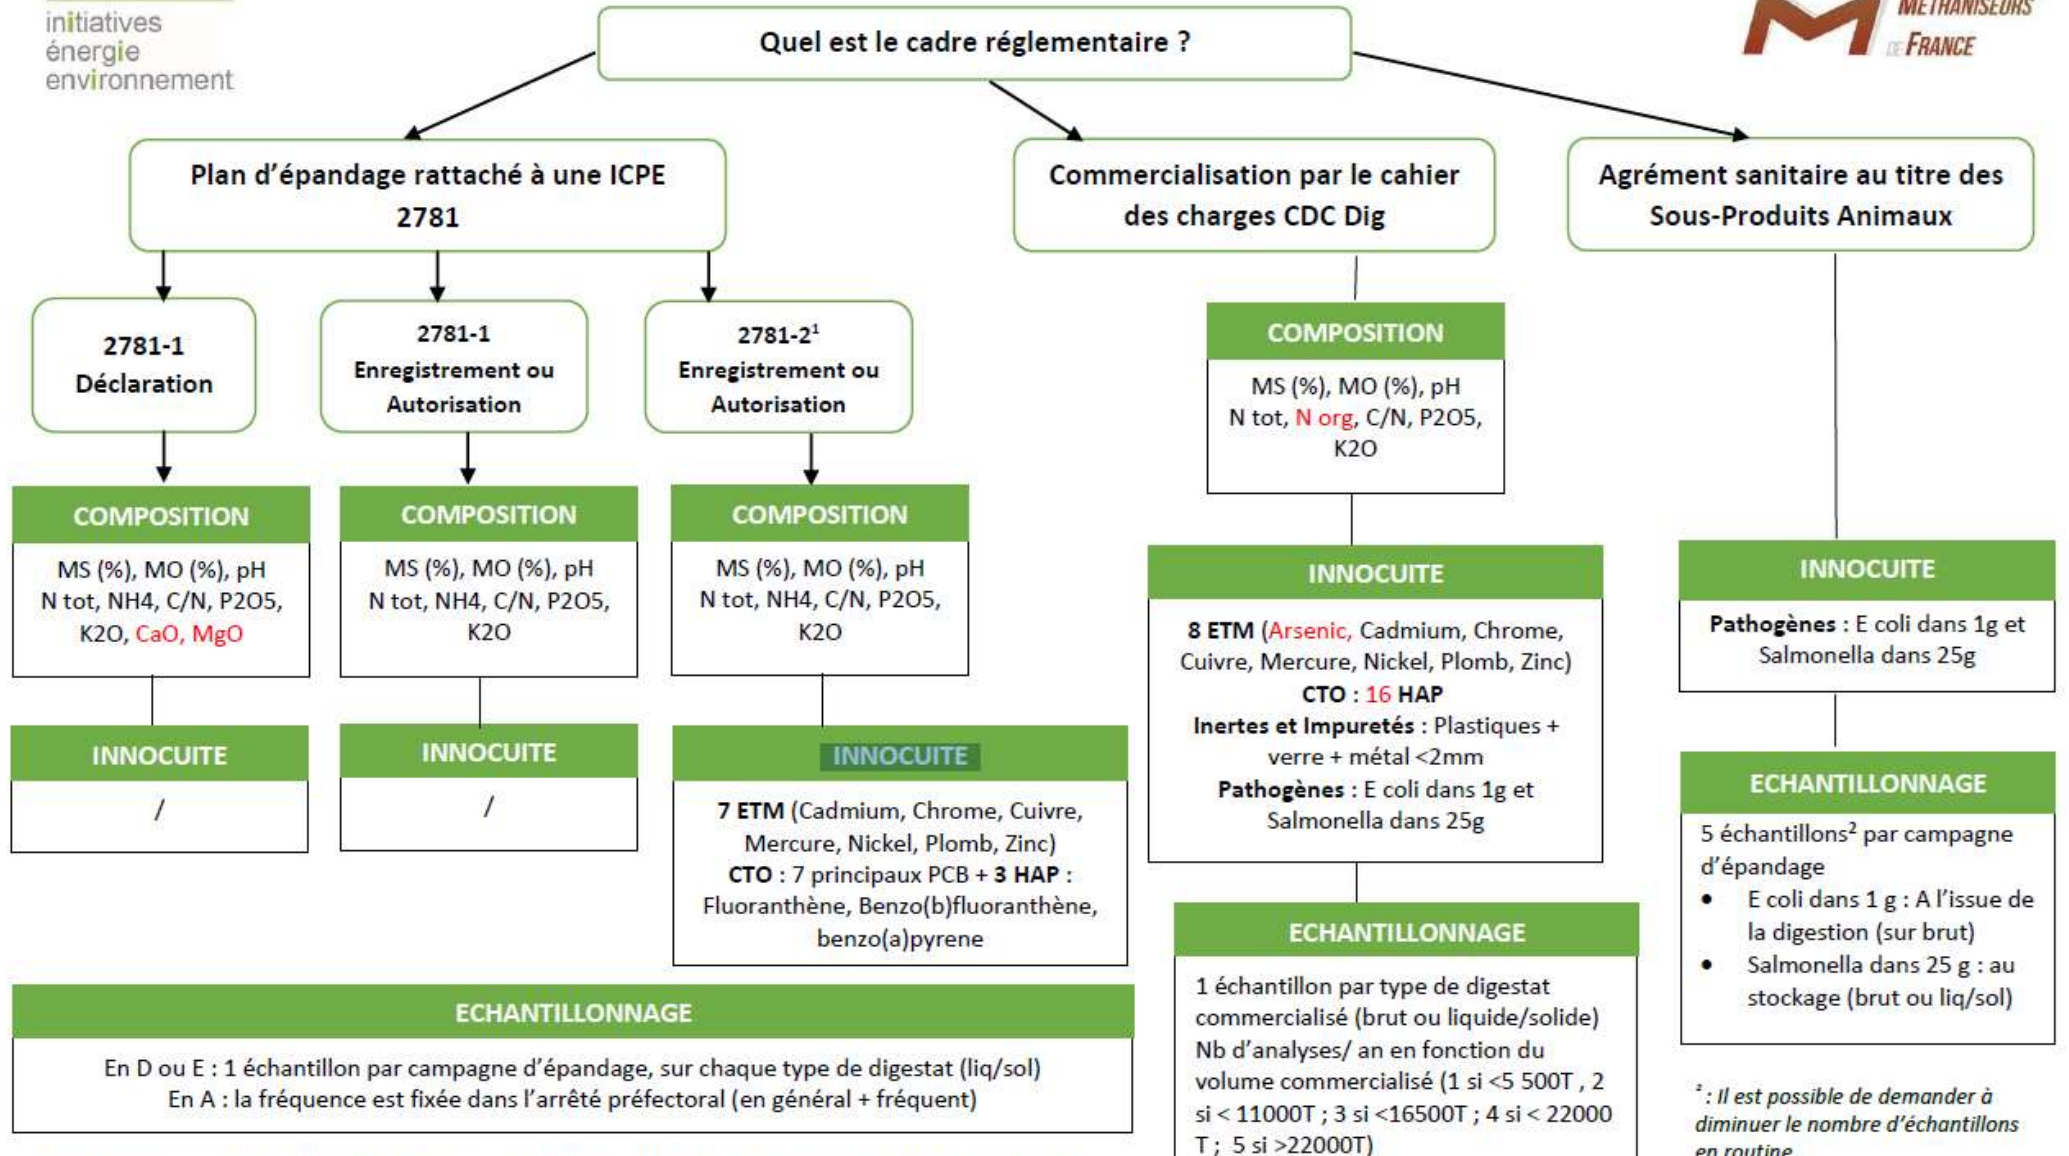 initiatives
énergie
environnement
MÉTHANISEURS
DE FRANCE
Quel est le cadre réglementaire ?
Plan d'épandage rattaché à une ICPE
2781
Commercialisation par le cahier
des charges CDC Dig
Agrément sanitaire au titre des
Sous-Produits Animaux
2781-1
Déclaration
2781-1
Enregistrement ou
Autorisation
2781-2¹
Enregistrement ou
Autorisation
COMPOSITION
MS (%), MO (%), pH
N tot, NH4, C/N, P2O5,
K2O, CaO, MgO
INNOCUITE
/
COMPOSITION
MS (%), MO (%), pH
N tot, NH4, C/N, P2O5,
K2O
INNOCUITE
/
COMPOSITION
MS (%), MO (%), pH
N tot, NH4, C/N, P2O5,
K2O
INNOCUITE
7 ETM (Cadmium, Chrome, Cuivre,
Mercure, Nickel, Plomb, Zinc)
CTO : 7 principaux PCB + 3 HAP :
Fluoranthène, Benzo(b)fluoranthène,
benzo(a)pyrene
ECHANTILLONNAGE
En D ou E : 1 échantillon par campagne d'épandage, sur chaque type de digestat (liq/sol)
En A : la fréquence est fixée dans l'arrêté préfectoral (en général + fréquent)
COMPOSITION
MS (%), MO (%), pH
N tot, N org, C/N, P2O5,
K2O
INNOCUITE
8 ETM (Arsenic, Cadmium, Chrome,
Cuivre, Mercure, Nickel, Plomb, Zinc)
CTO : 16 HAP
Inertes et Impuretés : Plastiques +
verre + métal <2mm
Pathogènes : E coli dans 1g et
Salmonella dans 25g
ECHANTILLONNAGE
1 échantillon par type de digestat
commercialisé (brut ou liquide/solide)
Nb d'analyses/ an en fonction du
volume commercialisé (1 si <5 500T , 2
si < 11000T ; 3 si <16500T ; 4 si < 22000
T ; 5 si >22000T)
INNOCUITE
Pathogènes : E coli dans 1g et
Salmonella dans 25g
ECHANTILLONNAGE
5 échantillons² par campagne
d'épandage
• E coli dans 1 g : A l'issue de
la digestion (sur brut)
• Salmonella dans 25 g : au
stockage (brut ou liq/sol)
² : Il est possible de demander à
diminuer le nombre d'échantillons
en routine